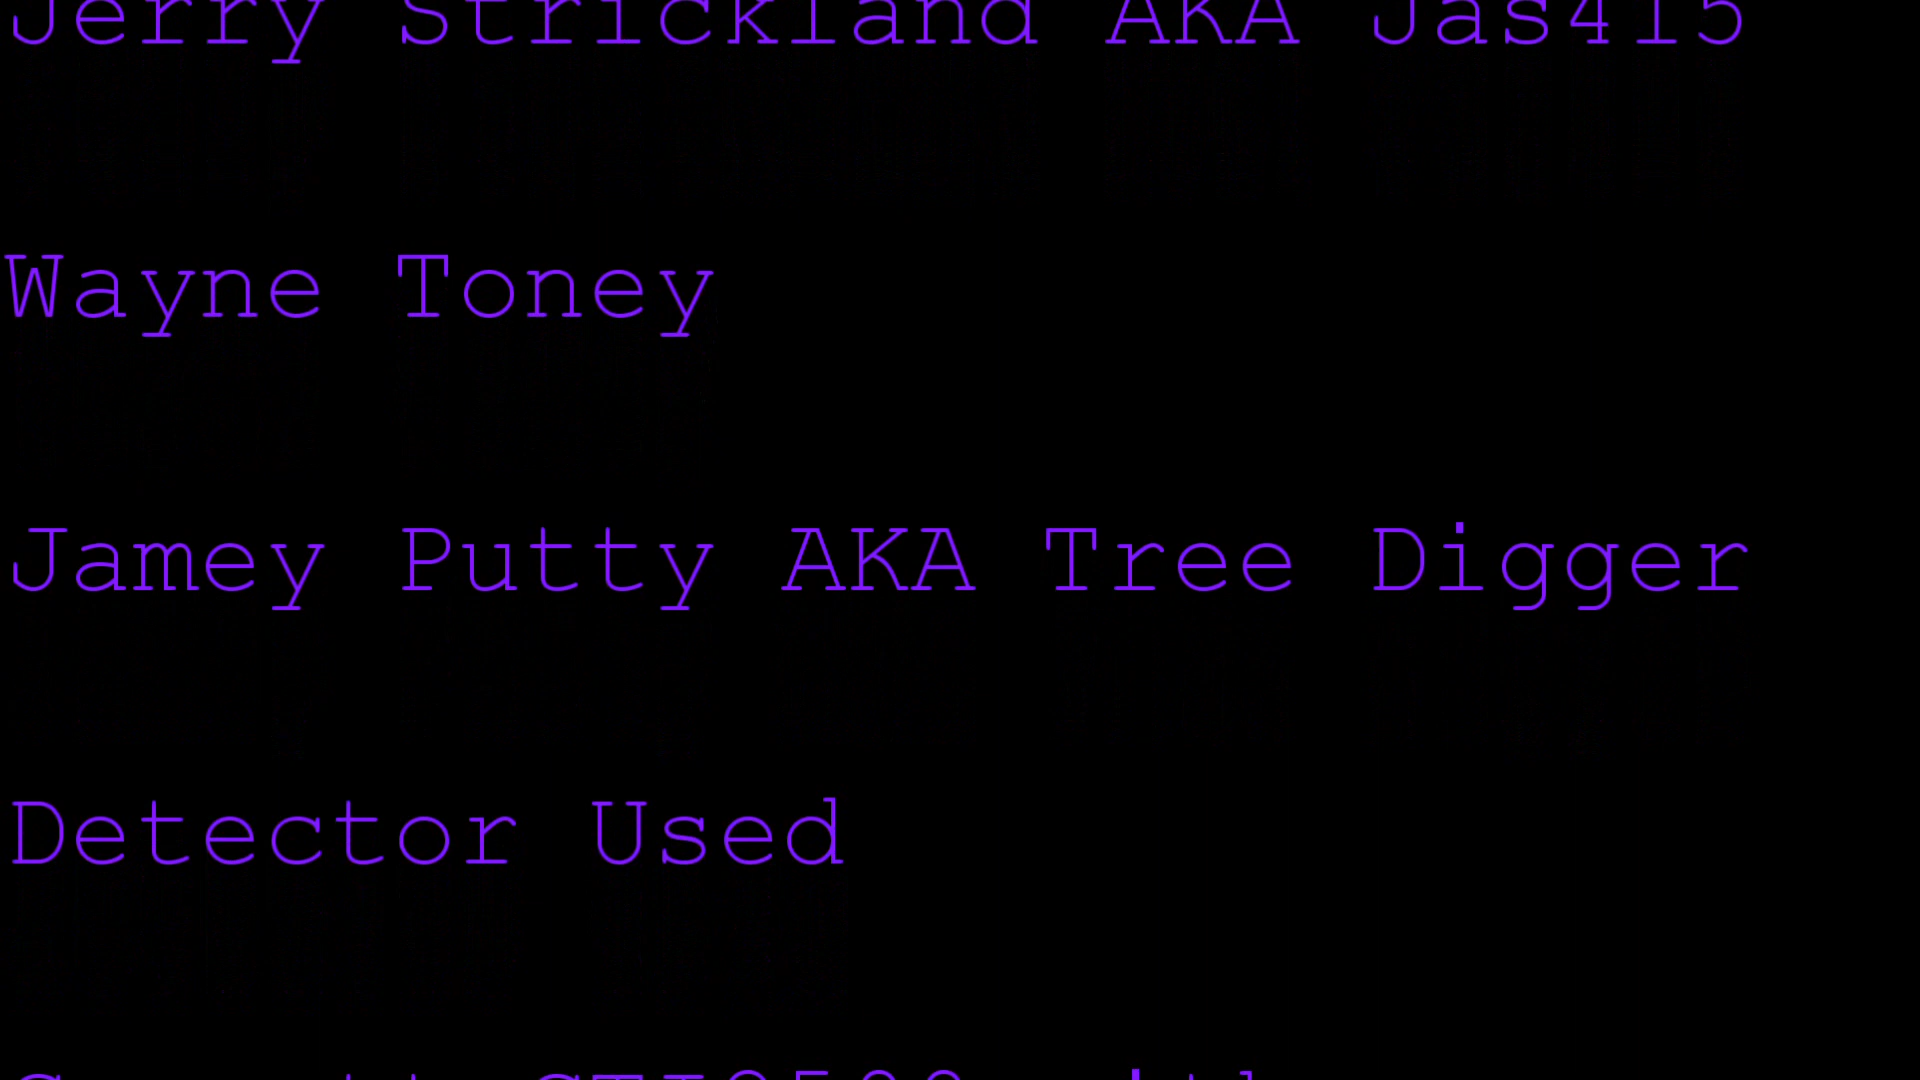 Jerry Strickland AKA Jas415
Wayne Toney
Jamey Putty AKA Tree Digger
Detector Used